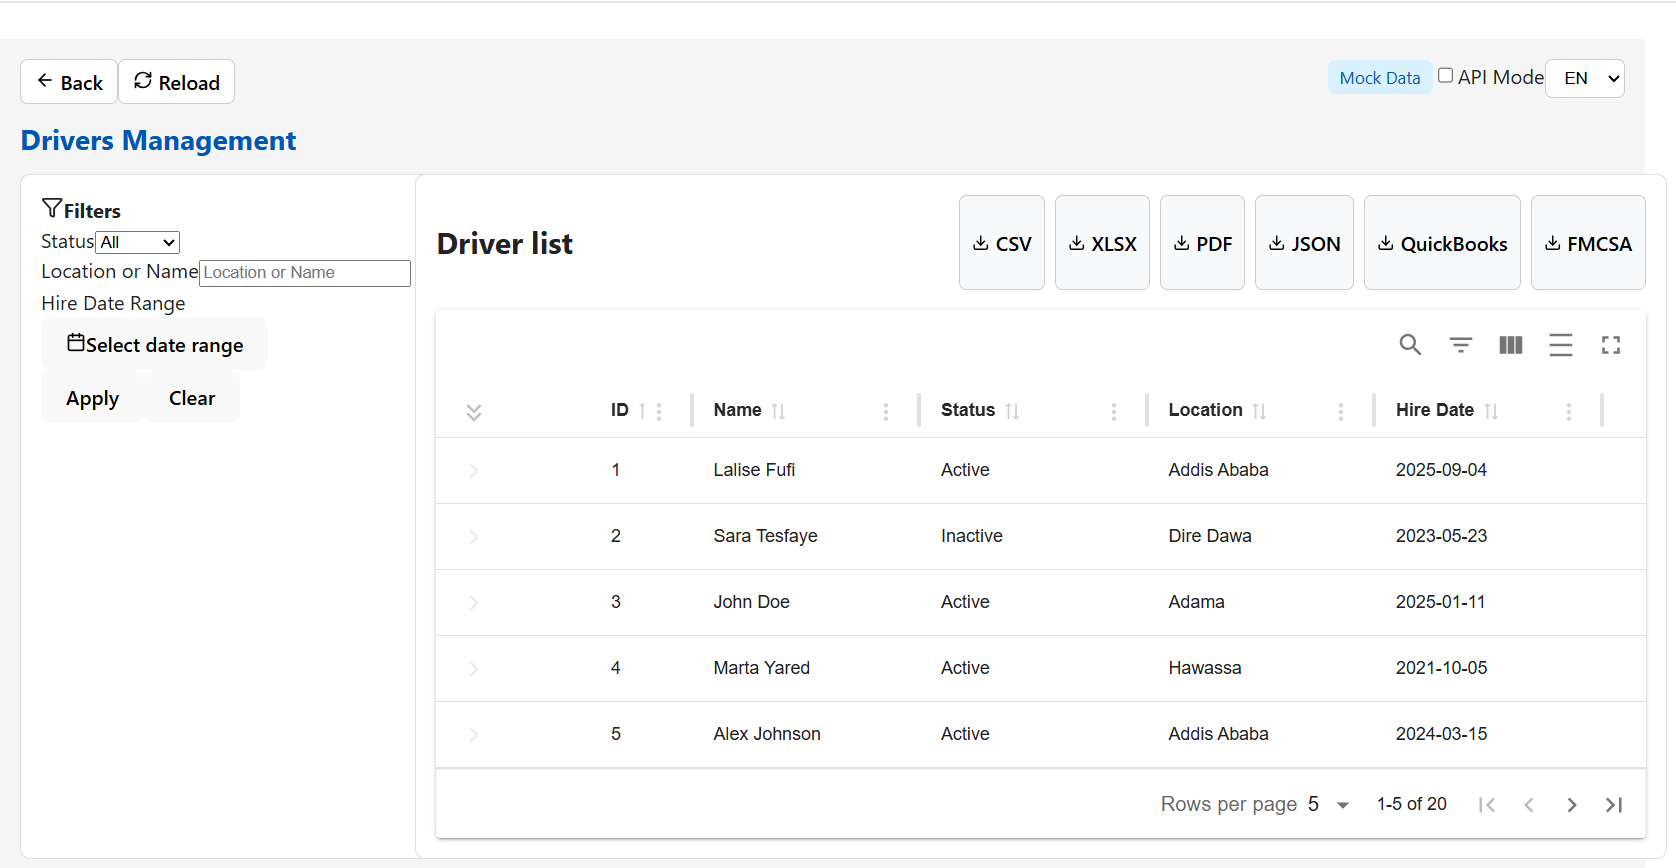 Back Reload Mock Data API Mode EN
Drivers Management
Filters
Status All
Location or Name Location or Name
Hire Date Range
Select date range
Apply Clear
Driver list CSV XLSX PDF JSON QuickBooks FMCSA
ID Name Status Location Hire Date
1 Lalise Fufi Active Addis Ababa 2025-09-04
2 Sara Tesfaye Inactive Dire Dawa 2023-05-23
3 John Doe Active Adama 2025-01-11
4 Marta Yared Active Hawassa 2021-10-05
5 Alex Johnson Active Addis Ababa 2024-03-15
Rows per page 5 1-5 of 20